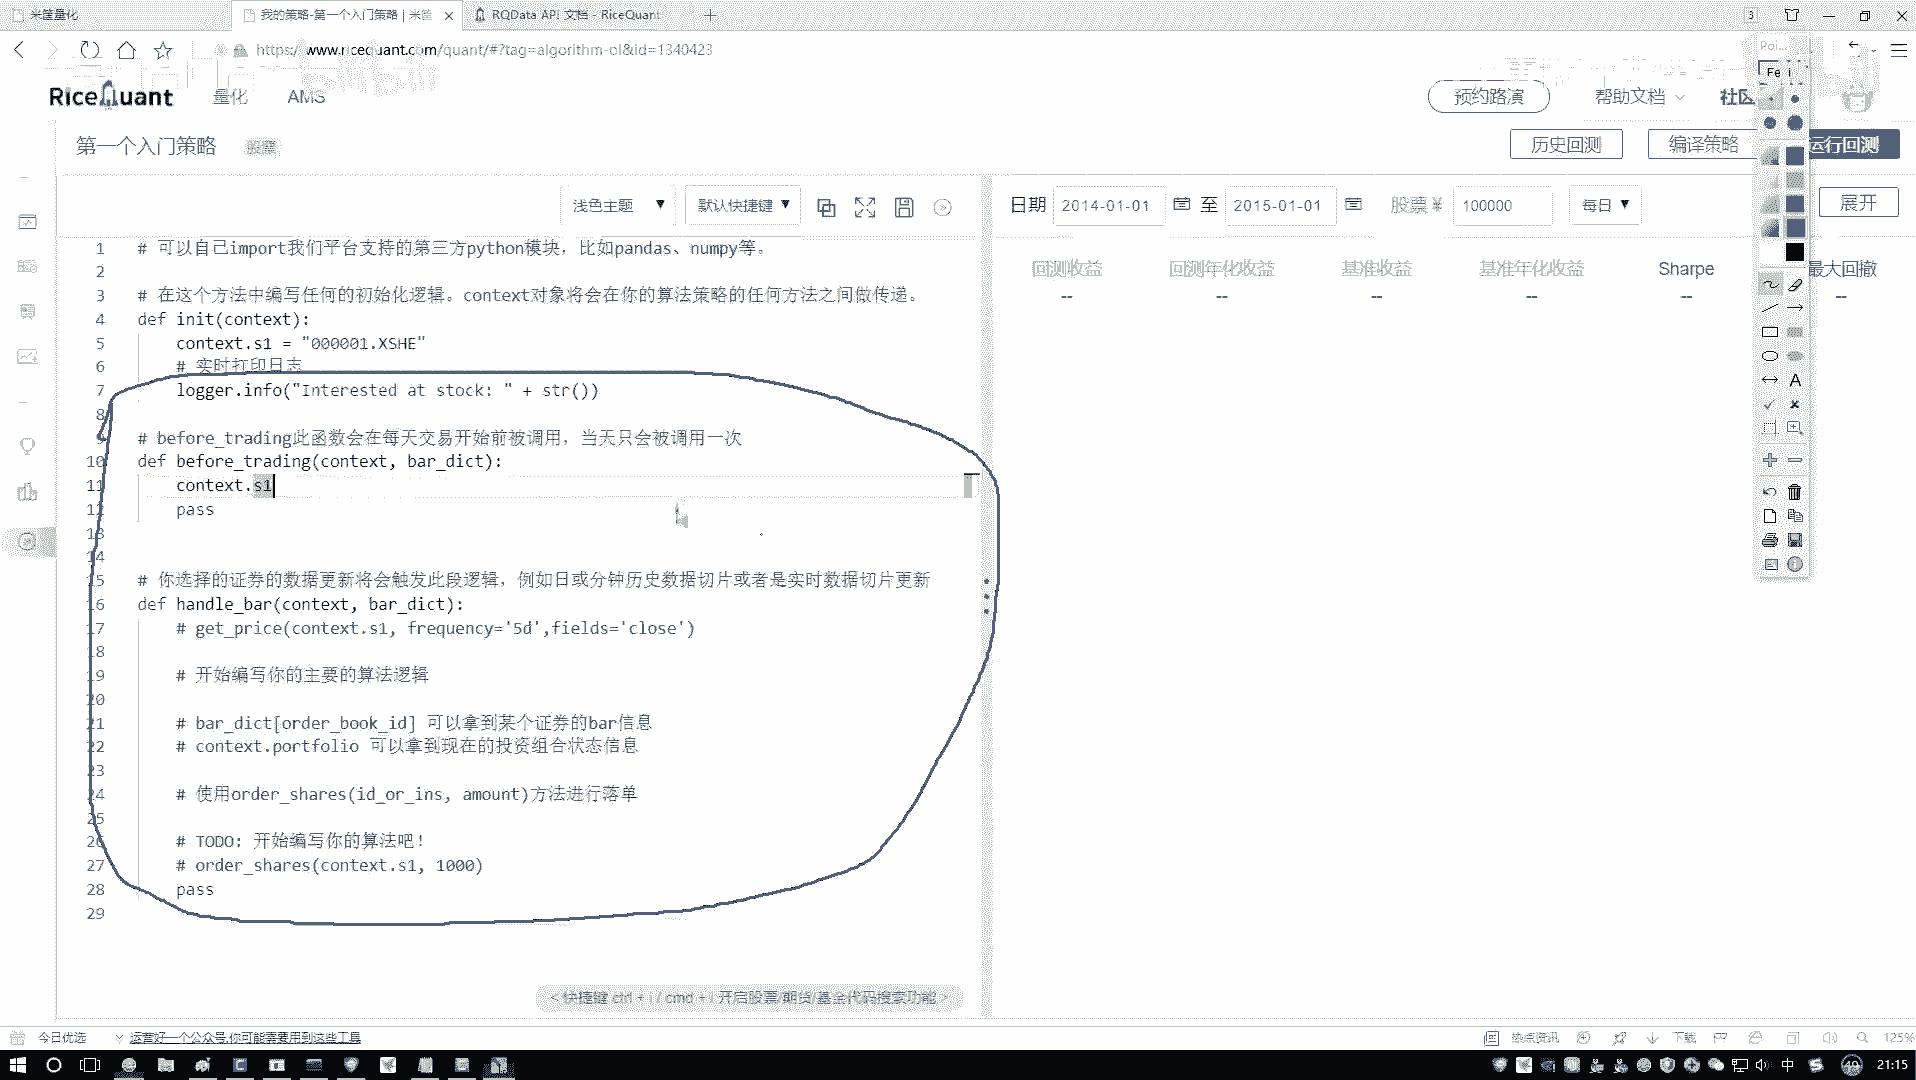 米筐量化
我的策略-第一个入门策略 | 米筐
RQData API 文档 - RiceQuant
3
https://www.ricequant.com/quant/#?tag=algorithm-ol&id=1340423
RiceQuant
量化
AMS
预约路演
帮助文档
社区
第一个入门策略
股票
历史回测
编译策略
运行回测
浅色主题
默认快捷键
日期
2014-01-01
至
2015-01-01
股票 ¥
100000
每日
展开
回测收益
回测年化收益
基准收益
基准年化收益
Sharpe
最大回撤
--
--
--
--
--
--
1 # 可以自己import我们平台支持的第三方python模块，比如pandas、numpy等。
2
3 # 在这个方法中编写任何的初始化逻辑。context对象将会在你的算法策略的任何方法之间做传递。
4 def init(context):
5 context.s1 = "000001.XSHE"
6 # 实时打印日志
7 logger.info("Interested at stock: " + str())
8
9 # before_trading此函数会在每天交易开始前被调用，当天只会被调用一次
10 def before_trading(context, bar_dict):
11 context.s1
12 pass
13
14
15 # 你选择的证券的数据更新将会触发此段逻辑，例如日或分钟历史数据切片或者是实时数据切片更新
16 def handle_bar(context, bar_dict):
17 # get_price(context.s1, frequency='5d',fields='close')
18
19 # 开始编写你的主要的算法逻辑
20
21 # bar_dict[order_book_id] 可以拿到某个证券的bar信息
22 # context.portfolio 可以拿到现在的投资组合状态信息
23
24 # 使用order_shares(id_or_ins, amount)方法进行落单
25
26 # TODO: 开始编写你的算法吧！
27 # order_shares(context.s1, 1000)
28 pass
29
< 快捷键 ctrl + i / cmd + i 开启股票/期货/基金代码搜索功能 >
今日优选
运营好一个公众号,你可能需要用到这些工具
热点资讯
下载
125%
中
49
21:15